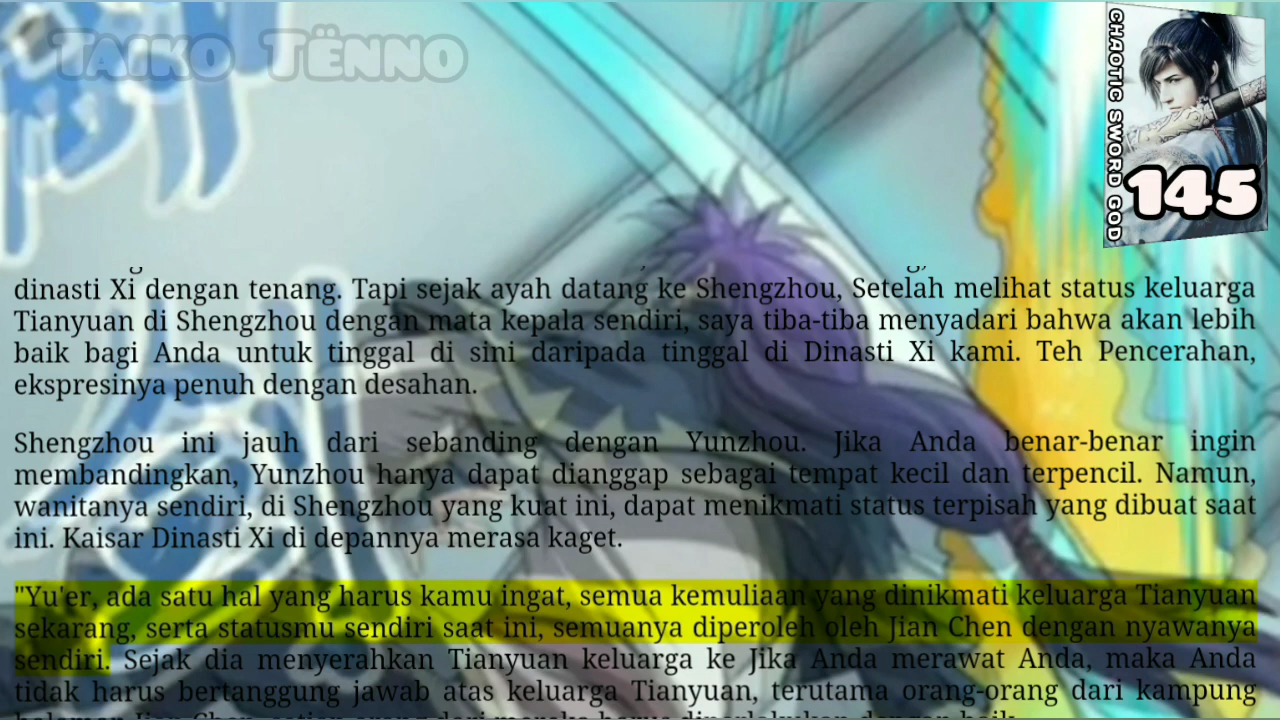 Taiko Tënno
CHAOTIC SWORD GOD
145
dinasti Xi dengan tenang. Tapi sejak ayah datang ke Shengzhou, Setelah melihat status keluarga
Tianyuan di Shengzhou dengan mata kepala sendiri, saya tiba-tiba menyadari bahwa akan lebih
baik bagi Anda untuk tinggal di sini daripada tinggal di Dinasti Xi kami. Teh Pencerahan,
ekspresinya penuh dengan desahan.
Shengzhou ini jauh dari sebanding dengan Yunzhou. Jika Anda benar-benar ingin
membandingkan, Yunzhou hanya dapat dianggap sebagai tempat kecil dan terpencil. Namun,
wanitanya sendiri, di Shengzhou yang kuat ini, dapat menikmati status terpisah yang dibuat saat
ini. Kaisar Dinasti Xi di depannya merasa kaget.
"Yu'er, ada satu hal yang harus kamu ingat, semua kemuliaan yang dinikmati keluarga Tianyuan
sekarang, serta statusmu sendiri saat ini, semuanya diperoleh oleh Jian Chen dengan nyawanya
sendiri. Sejak dia menyerahkan Tianyuan keluarga ke Jika Anda merawat Anda, maka Anda
tidak harus bertanggung jawab atas keluarga Tianyuan, terutama orang-orang dari kampung